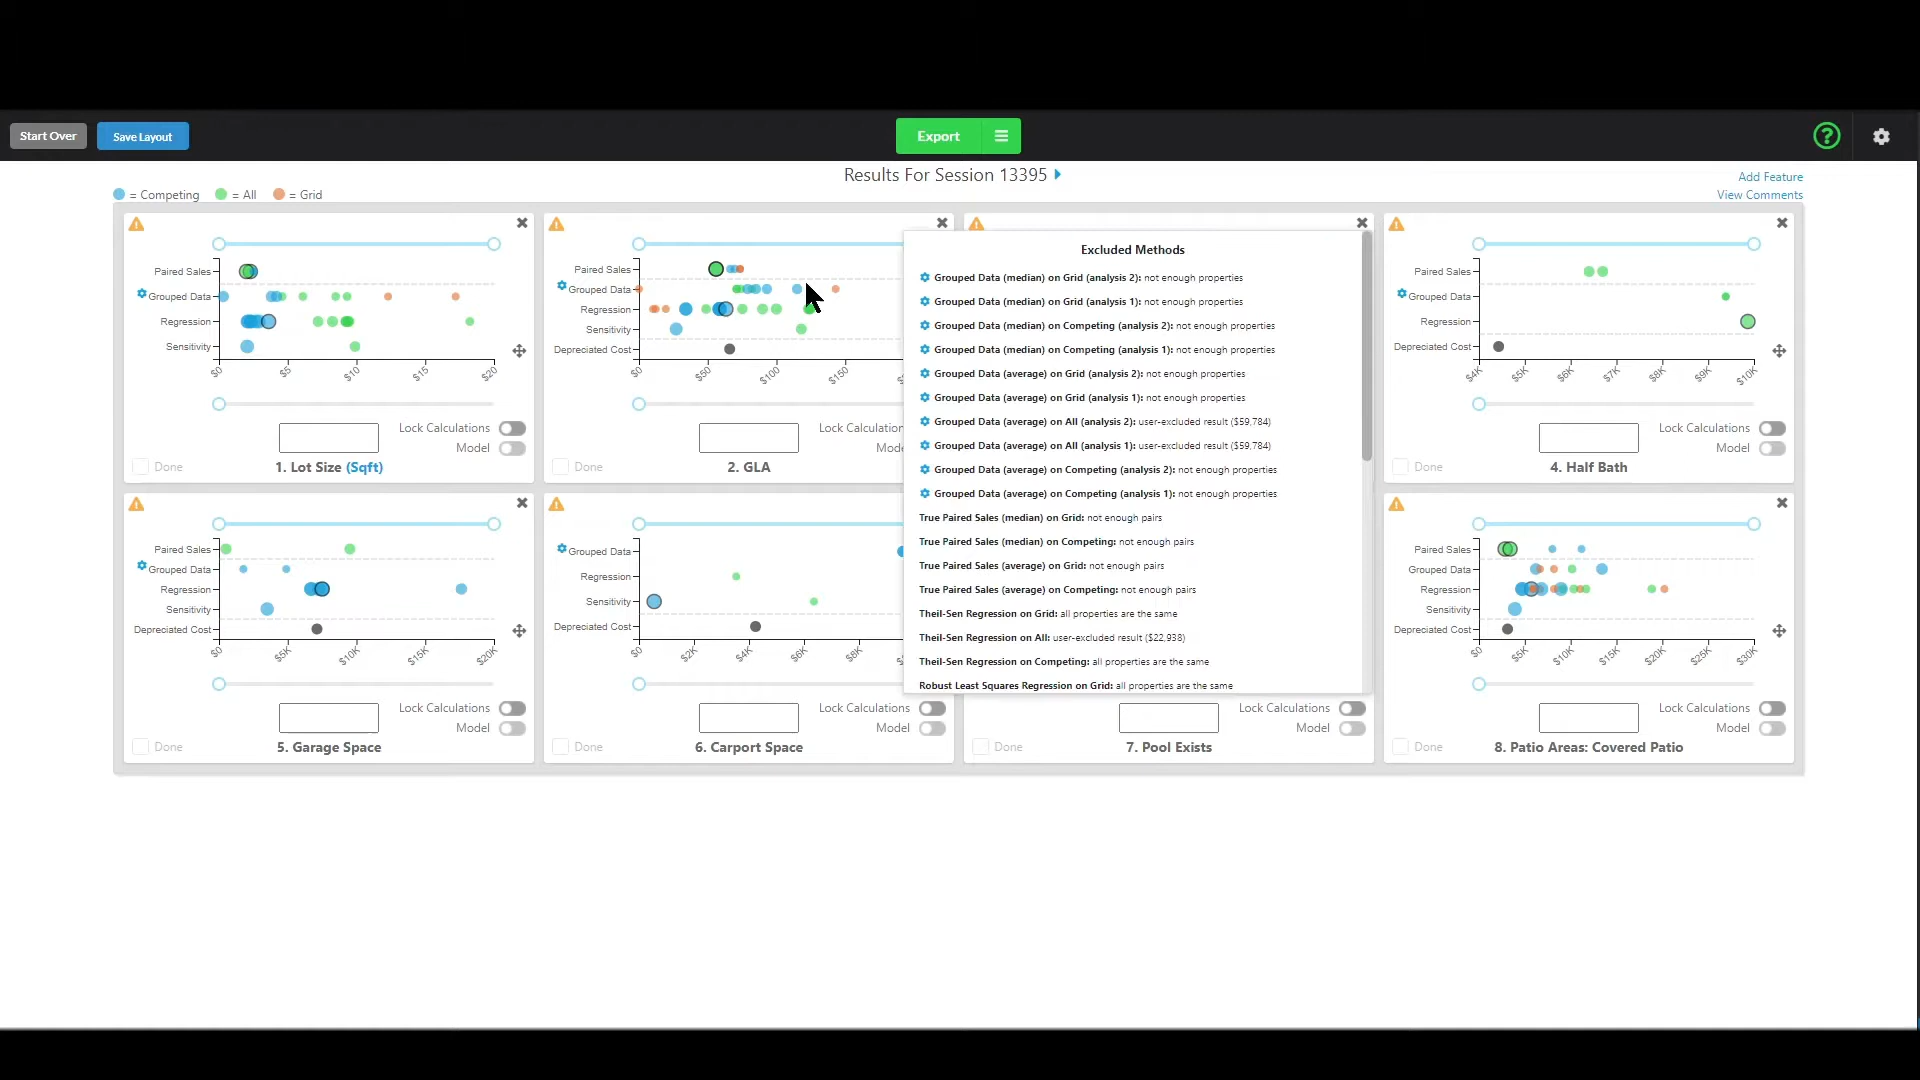 Start Over
Save Layout
Export
Results For Session 13395
Add Feature
View Comments
= Competing
= All
= Grid
Paired Sales
Grouped Data
Regression
Sensitivity
$0 $5 $10 $15 $20
Lock Calculations
Model
Done
1. Lot Size (Sqft)
Paired Sales
Grouped Data
Regression
Sensitivity
Depreciated Cost
$0 $50 $100 $150
Lock Calculations
Done
2. GLA
Excluded Methods
Grouped Data (median) on Grid (analysis 2): not enough properties
Grouped Data (median) on Grid (analysis 1): not enough properties
Grouped Data (median) on Competing (analysis 2): not enough properties
Grouped Data (median) on Competing (analysis 1): not enough properties
Grouped Data (average) on Grid (analysis 2): not enough properties
Grouped Data (average) on Grid (analysis 1): not enough properties
Grouped Data (average) on All (analysis 2): user-excluded result ($59,784)
Grouped Data (average) on All (analysis 1): user-excluded result ($59,784)
Grouped Data (average) on Competing (analysis 2): not enough properties
Grouped Data (average) on Competing (analysis 1): not enough properties
True Paired Sales (median) on Grid: not enough pairs
True Paired Sales (median) on Competing: not enough pairs
True Paired Sales (average) on Grid: not enough pairs
True Paired Sales (average) on Competing: not enough pairs
Theil-Sen Regression on Grid: all properties are the same
Theil-Sen Regression on All: user-excluded result ($22,938)
Theil-Sen Regression on Competing: all properties are the same
Robust Least Squares Regression on Grid: all properties are the same
Paired Sales
Grouped Data
Regression
Depreciated Cost
$4K $5K $6K $7K $8K $9K $10K
Lock Calculations
Model
Done
4. Half Bath
Paired Sales
Grouped Data
Regression
Sensitivity
Depreciated Cost
$0 $5K $10K $15K $20K
Lock Calculations
Model
Done
5. Garage Space
Grouped Data
Regression
Sensitivity
Depreciated Cost
$0 $2K $4K $6K $8K
Lock Calculations
Model
Done
6. Carport Space
Lock Calculations
Model
Done
7. Pool Exists
Paired Sales
Grouped Data
Regression
Sensitivity
Depreciated Cost
$0 $5K $10K $15K $20K $25K $30K
Lock Calculations
Model
Done
8. Patio Areas: Covered Patio